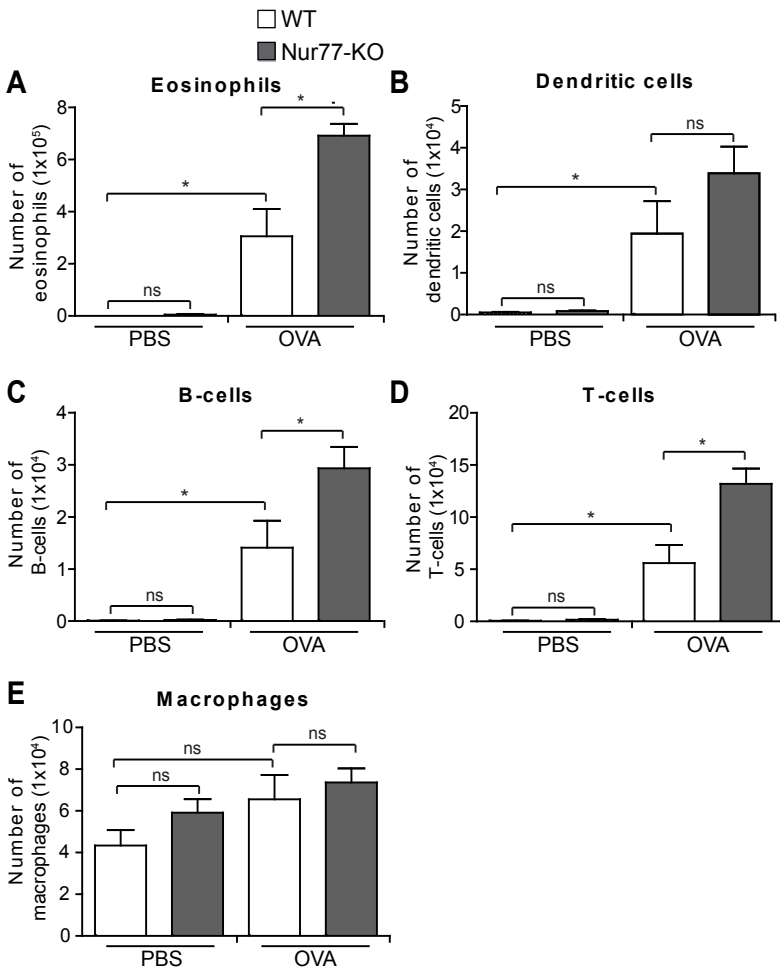 WT
Nur77-KO
A
Eosinophils
Number of
eosinophils (1x10⁵)
8
6
4
2
0
*
*
ns
PBS
OVA
B
Dendritic cells
Number of
dendritic cells (1x10⁴)
5
4
3
2
1
0
ns
*
ns
PBS
OVA
C
B-cells
Number of
B-cells (1x10⁴)
4
3
2
1
0
*
*
ns
PBS
OVA
D
T-cells
Number of
T-cells (1x10⁴)
20
15
10
5
0
*
*
ns
PBS
OVA
E
Macrophages
Number of
macrophages (1x10⁴)
10
8
6
4
2
0
ns
ns
ns
PBS
OVA